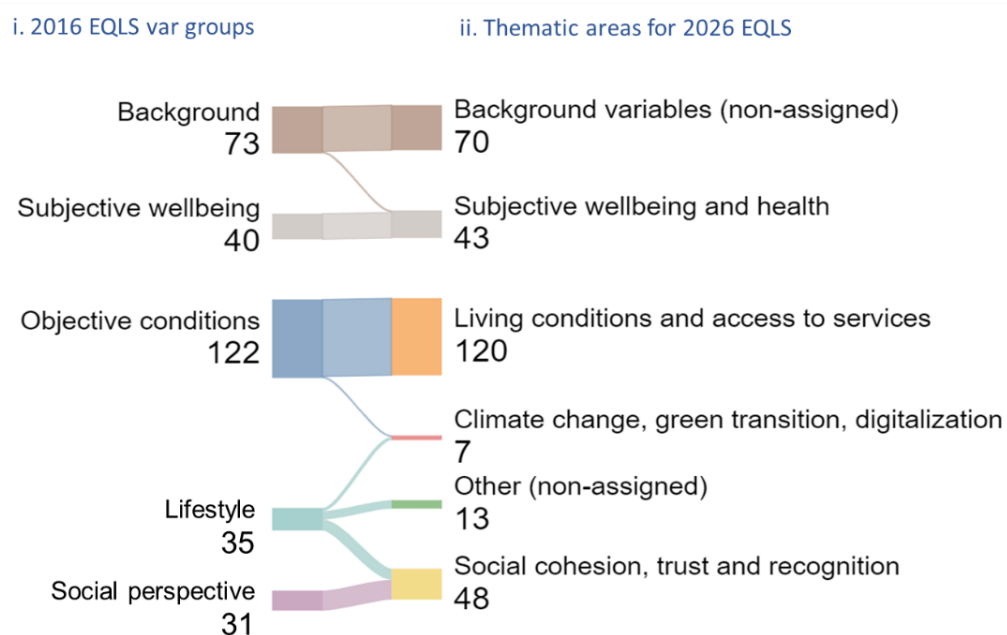 i. 2016 EQLS var groups
ii. Thematic areas for 2026 EQLS
Background
73
Background variables (non-assigned)
70
Subjective wellbeing
40
Subjective wellbeing and health
43
Objective conditions
122
Living conditions and access to services
120
Climate change, green transition, digitalization
7
Lifestyle
35
Other (non-assigned)
13
Social perspective
31
Social cohesion, trust and recognition
48